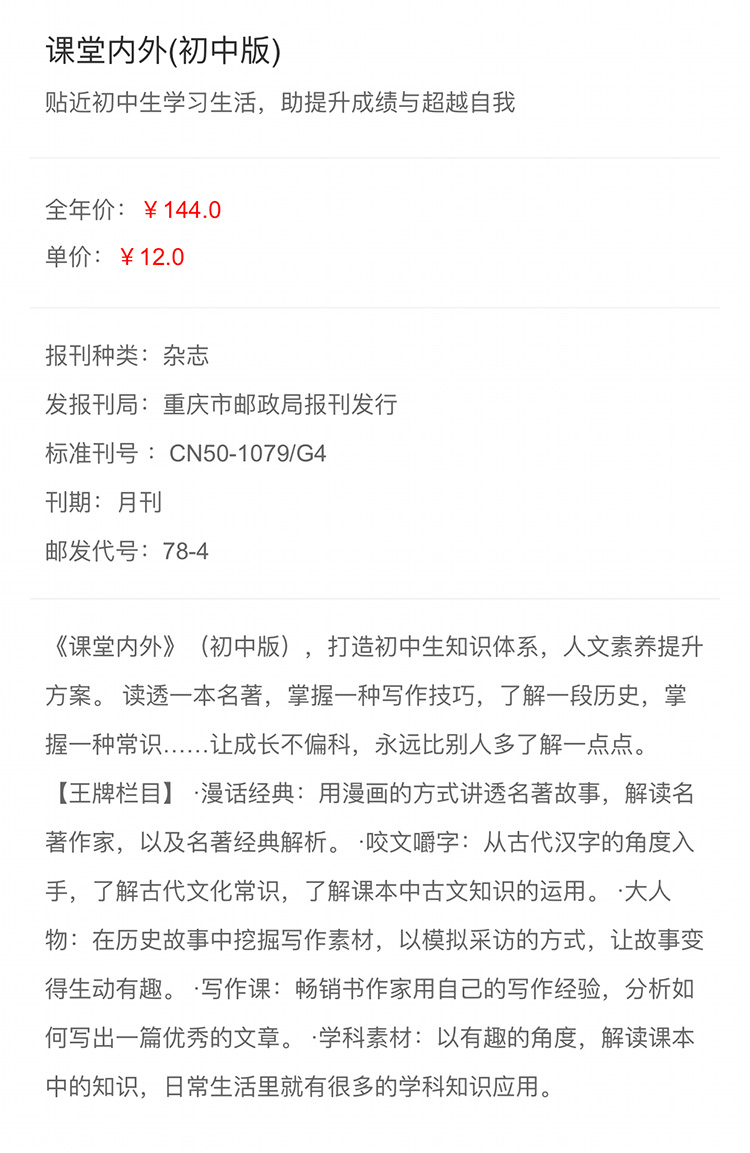 课堂内外(初中版)
贴近初中生学习生活，助提升成绩与超越自我
全年价：￥144.0
单价：￥12.0
报刊种类：杂志
发报刊局：重庆市邮政局报刊发行
标准刊号 ：CN50-1079/G4
刊期：月刊
邮发代号：78-4
《课堂内外》（初中版），打造初中生知识体系，人文素养提升
方案。 读透一本名著，掌握一种写作技巧，了解一段历史，掌
握一种常识……让成长不偏科，永远比别人多了解一点点。
【王牌栏目】 ·漫话经典：用漫画的方式讲透名著故事，解读名
著作家，以及名著经典解析。 ·咬文嚼字：从古代汉字的角度入
手，了解古代文化常识，了解课本中古文知识的运用。 ·大人
物：在历史故事中挖掘写作素材，以模拟采访的方式，让故事变
得生动有趣。 ·写作课：畅销书作家用自己的写作经验，分析如
何写出一篇优秀的文章。 ·学科素材：以有趣的角度，解读课本
中的知识，日常生活里就有很多的学科知识应用。